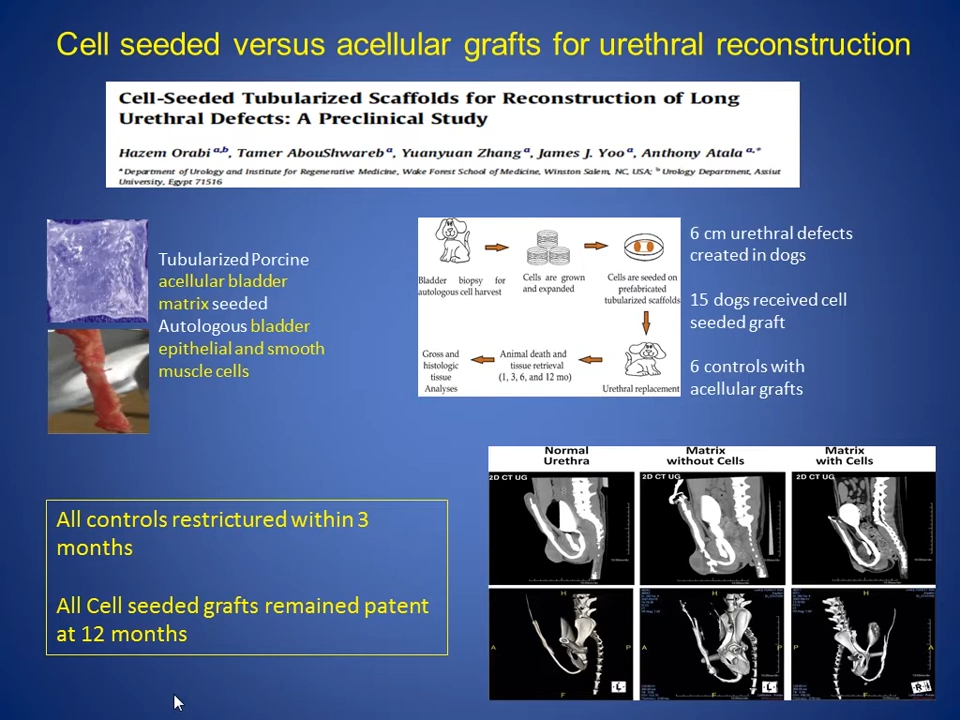 Cell seeded versus acellular grafts for urethral reconstruction
Cell-Seeded Tubularized Scaffolds for Reconstruction of Long
Urethral Defects: A Preclinical Study
Hazem Orabi a,b, Tamer AbouShwareb a, Yuanyuan Zhang a, James J. Yoo a, Anthony Atala a,*
a Department of Urology and Institute for Regenerative Medicine, Wake Forest School of Medicine, Winston Salem, NC, USA; b Urology Department, Assiut
University, Egypt 71516
Tubularized Porcine
acellular bladder
matrix seeded
Autologous bladder
epithelial and smooth
muscle cells
Bladder biopsy for
autologous cell harvest
Cells are grown
and expanded
Cells are seeded on
prefabricated
tubularized scaffolds
Gross and
histologic
tissue
Analyses
Animal death and
tissue retrieval
(1, 3, 6, and 12 mo)
Urethral replacement
6 cm urethral defects
created in dogs
15 dogs received cell
seeded graft
6 controls with
acellular grafts
All controls restrictured within 3
months
All Cell seeded grafts remained patent
at 12 months
Normal
Urethra
Matrix
without Cells
Matrix
with Cells
2D CT UG
2D CT UG
2D CT UG
H
A
P
F
L
H
A
P
F
L
H
P
A
F
R